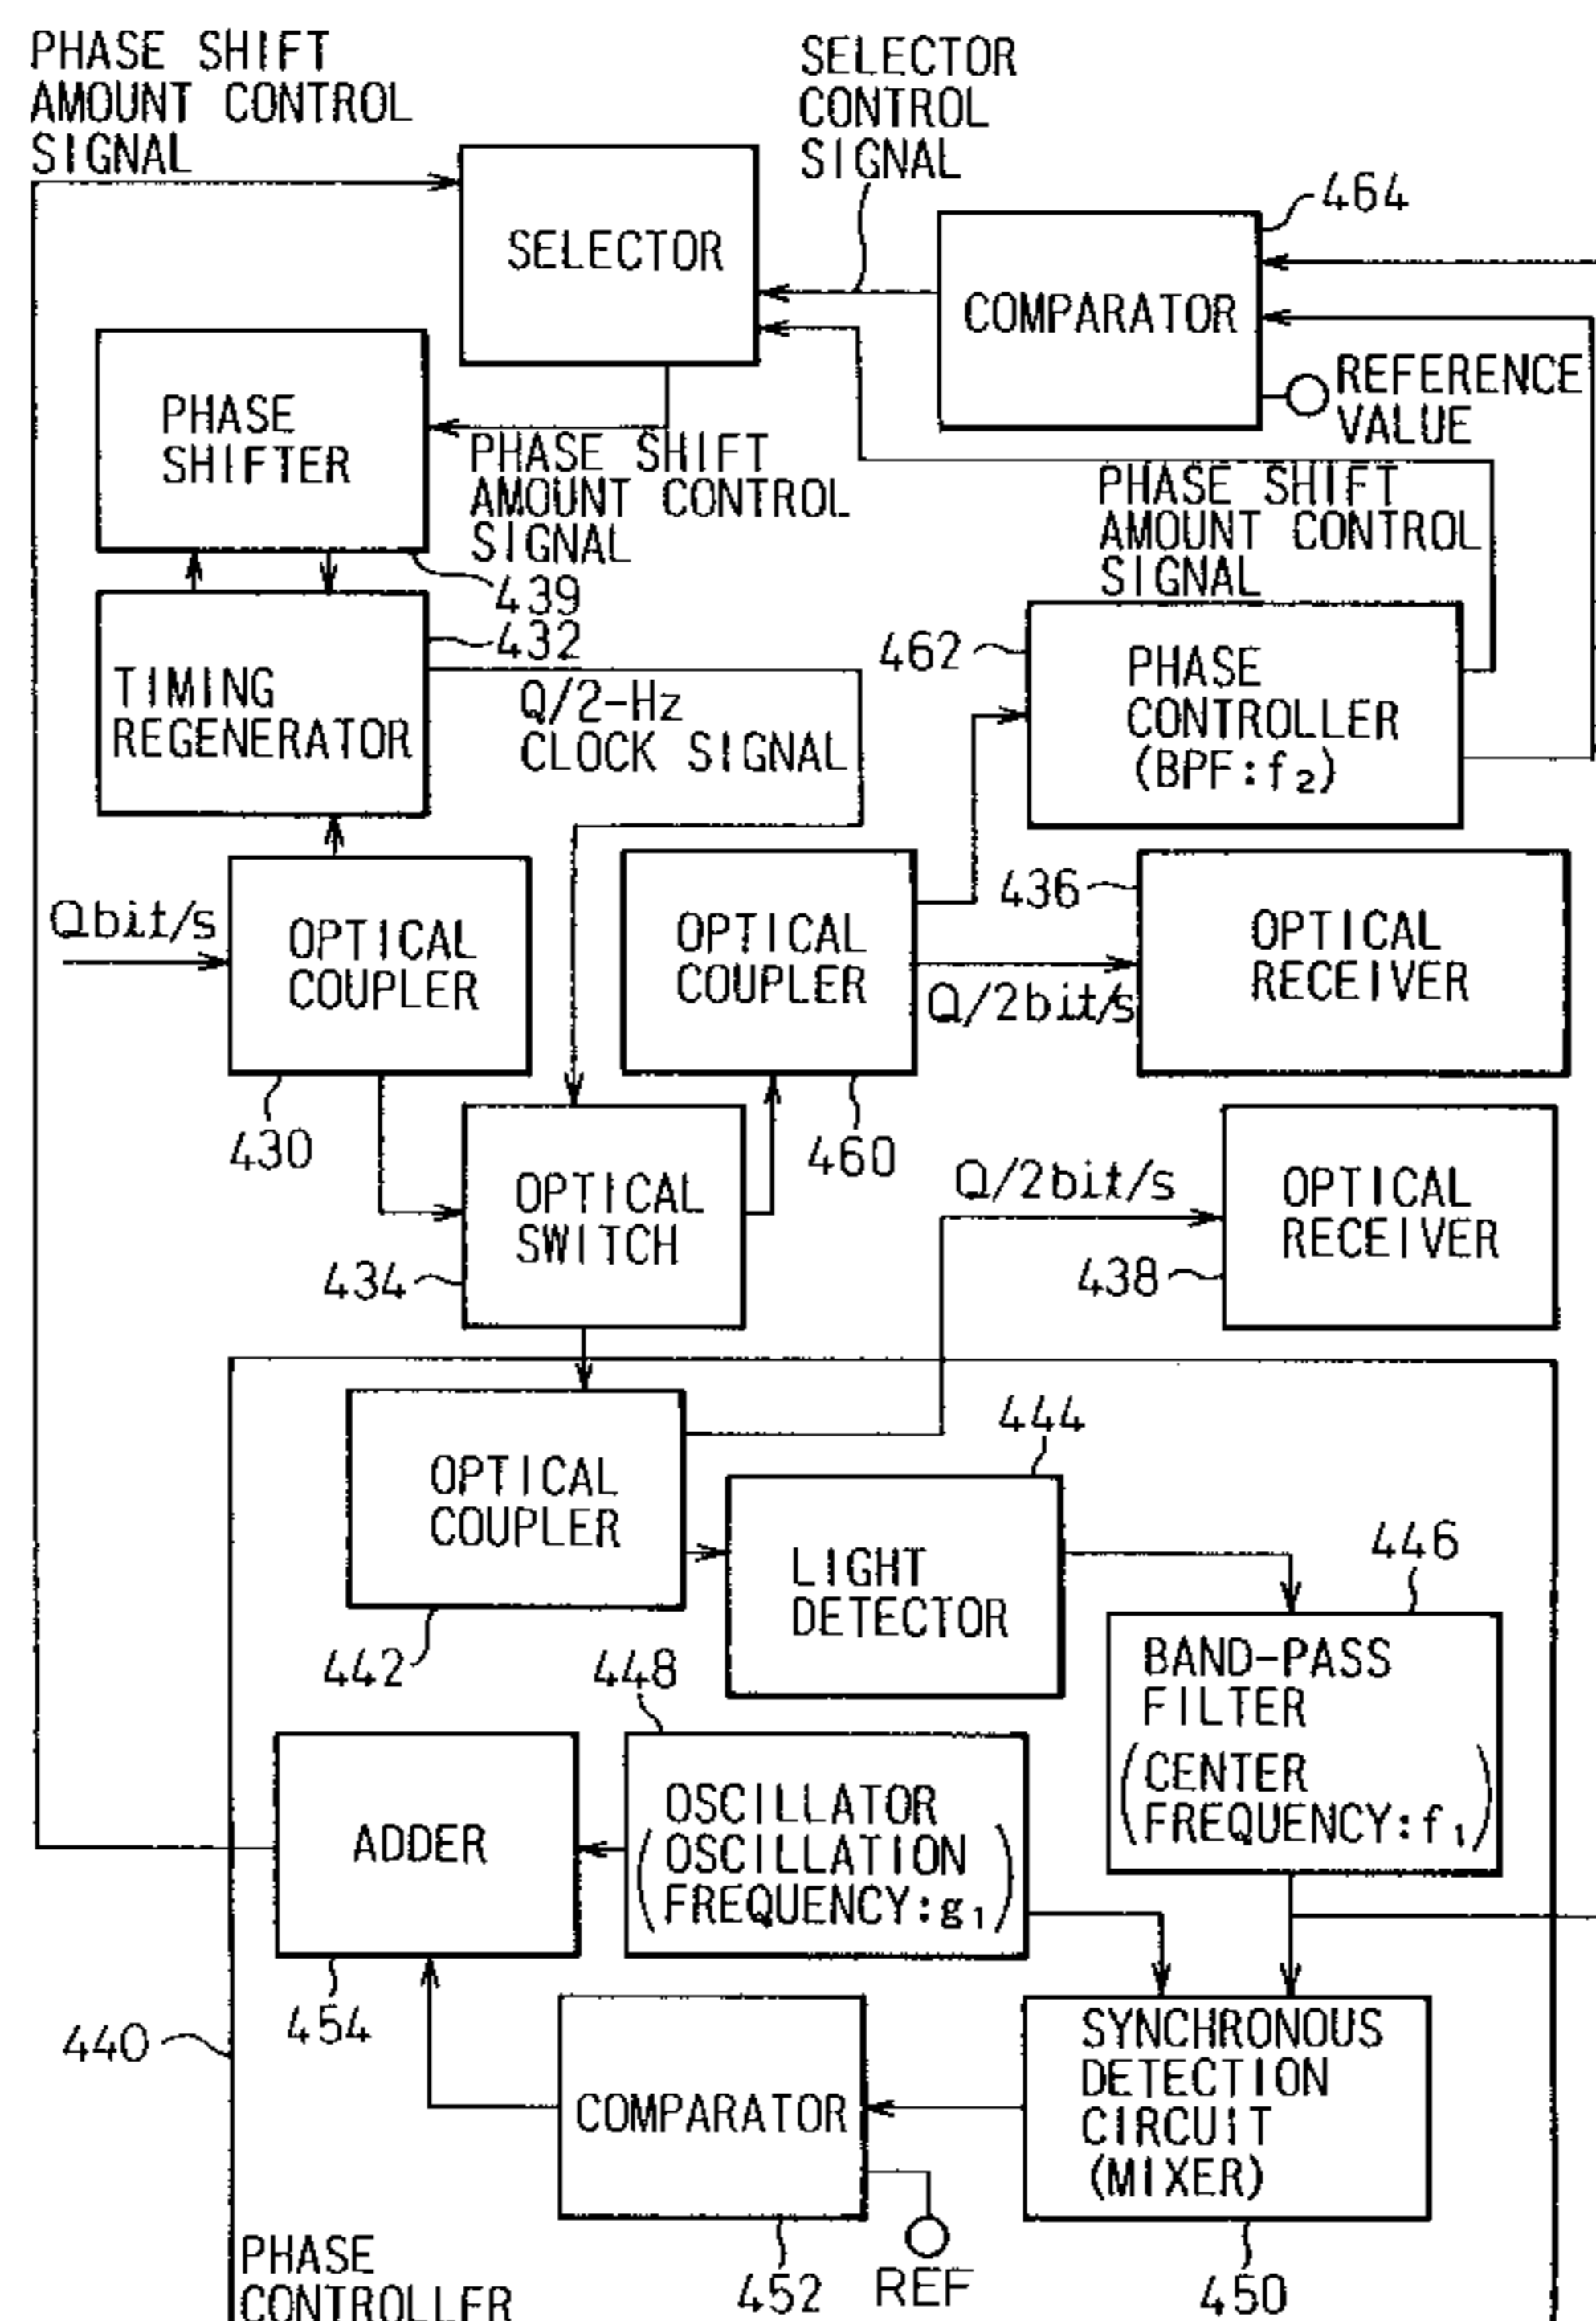 PHASE SHIFT
AMOUNT CONTROL
SIGNAL
SELECTOR
CONTROL
SIGNAL
SELECTOR
464
COMPARATOR
REFERENCE
VALUE
PHASE
SHIFTER
PHASE SHIFT
AMOUNT CONTROL
SIGNAL
PHASE SHIFT
AMOUNT CONTROL
SIGNAL
439
432
462
PHASE
CONTROLLER
(BPF:f₂)
TIMING
REGENERATOR
Q/2-Hz
CLOCK SIGNAL
436
Qbit/s
OPTICAL
COUPLER
OPTICAL
COUPLER
OPTICAL
RECEIVER
Q/2bit/s
430
460
OPTICAL
SWITCH
434
Q/2bit/s
OPTICAL
RECEIVER
438
444
OPTICAL
COUPLER
446
LIGHT
DETECTOR
442
448
BAND-PASS
FILTER
(CENTER
FREQUENCY:f₁)
ADDER
OSCILLATOR
(OSCILLATION
FREQUENCY:g₁)
454
440
COMPARATOR
SYNCHRONOUS
DETECTION
CIRCUIT
(MIXER)
PHASE
CONTROLLER
452
REF
450